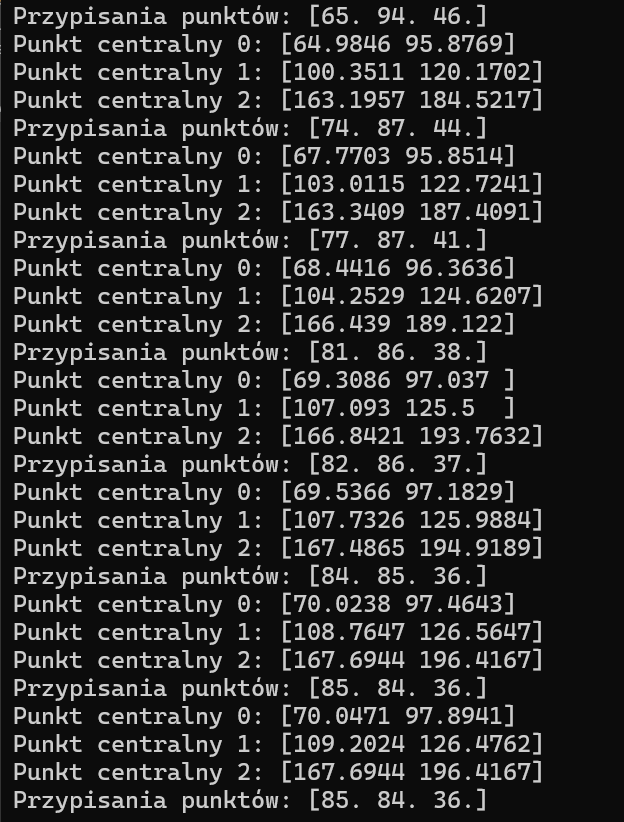 Przypisania punktów: [65. 94. 46.]
Punkt centralny 0: [64.9846 95.8769]
Punkt centralny 1: [100.3511 120.1702]
Punkt centralny 2: [163.1957 184.5217]
Przypisania punktów: [74. 87. 44.]
Punkt centralny 0: [67.7703 95.8514]
Punkt centralny 1: [103.0115 122.7241]
Punkt centralny 2: [163.3409 187.4091]
Przypisania punktów: [77. 87. 41.]
Punkt centralny 0: [68.4416 96.3636]
Punkt centralny 1: [104.2529 124.6207]
Punkt centralny 2: [166.439 189.122]
Przypisania punktów: [81. 86. 38.]
Punkt centralny 0: [69.3086 97.037 ]
Punkt centralny 1: [107.093 125.5  ]
Punkt centralny 2: [166.8421 193.7632]
Przypisania punktów: [82. 86. 37.]
Punkt centralny 0: [69.5366 97.1829]
Punkt centralny 1: [107.7326 125.9884]
Punkt centralny 2: [167.4865 194.9189]
Przypisania punktów: [84. 85. 36.]
Punkt centralny 0: [70.0238 97.4643]
Punkt centralny 1: [108.7647 126.5647]
Punkt centralny 2: [167.6944 196.4167]
Przypisania punktów: [85. 84. 36.]
Punkt centralny 0: [70.0471 97.8941]
Punkt centralny 1: [109.2024 126.4762]
Punkt centralny 2: [167.6944 196.4167]
Przypisania punktów: [85. 84. 36.]